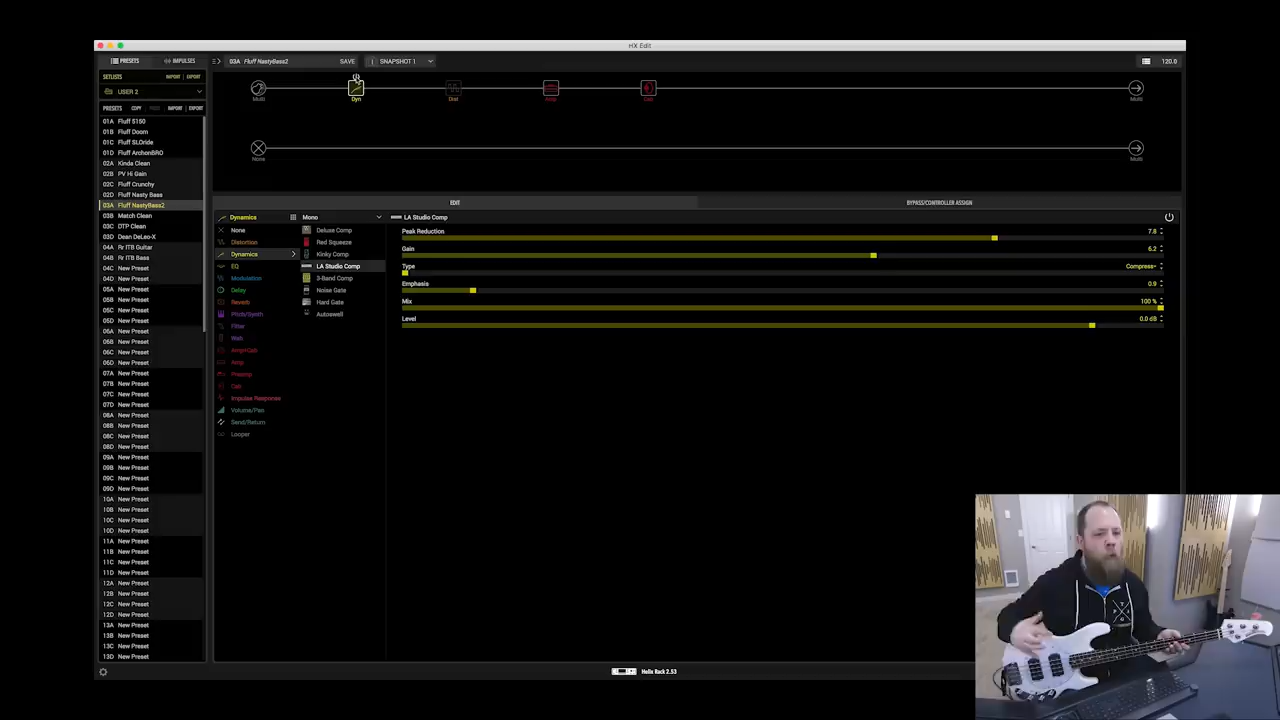 HX Edit
PRESETS
IMPULSES
03A Fluff NastyBass2
SAVE
SNAPSHOT 1
120.0
SETLISTS
IMPORT
EXPORT
USER 2
PRESETS
COPY
IMPORT
EXPORT
01A Fluff 5150
01B Fluff Doom
01C Fluff SLOride
01D Fluff ArchonBRO
02A Kinda Clean
02B PV Hi Gain
02C Fluff Crunchy
02D Fluff Nasty Bass
03A Fluff NastyBass2
03B Match Clean
03C DTP Clean
03D Dean DeLeo-X
04A Rr ITB Guitar
04B Rr ITB Bass
04C New Preset
04D New Preset
05A New Preset
05B New Preset
05C New Preset
05D New Preset
06A New Preset
06B New Preset
06C New Preset
06D New Preset
07A New Preset
07B New Preset
07C New Preset
07D New Preset
08A New Preset
08B New Preset
08C New Preset
08D New Preset
09A New Preset
09B New Preset
09C New Preset
09D New Preset
10A New Preset
10B New Preset
10C New Preset
10D New Preset
11A New Preset
11B New Preset
11C New Preset
11D New Preset
12A New Preset
12B New Preset
12C New Preset
12D New Preset
13A New Preset
13B New Preset
13C New Preset
13D New Preset
Multi
Dyn
Dist
Amp
Cab
Multi
None
Multi
EDIT
BYPASS/CONTROLLER ASSIGN
Dynamics
None
Distortion
Dynamics
EQ
Modulation
Delay
Reverb
Pitch/Synth
Filter
Wah
Amp+Cab
Amp
Preamp
Cab
Impulse Response
Volume/Pan
Send/Return
Looper
Mono
Deluxe Comp
Red Squeeze
Kinky Comp
LA Studio Comp
3-Band Comp
Noise Gate
Hard Gate
Autoswell
LA Studio Comp
Peak Reduction 7.8
Gain 6.2
Type Compress-
Emphasis 0.9
Mix 100 %
Level 0.0 dB
Helix Rack 2.53